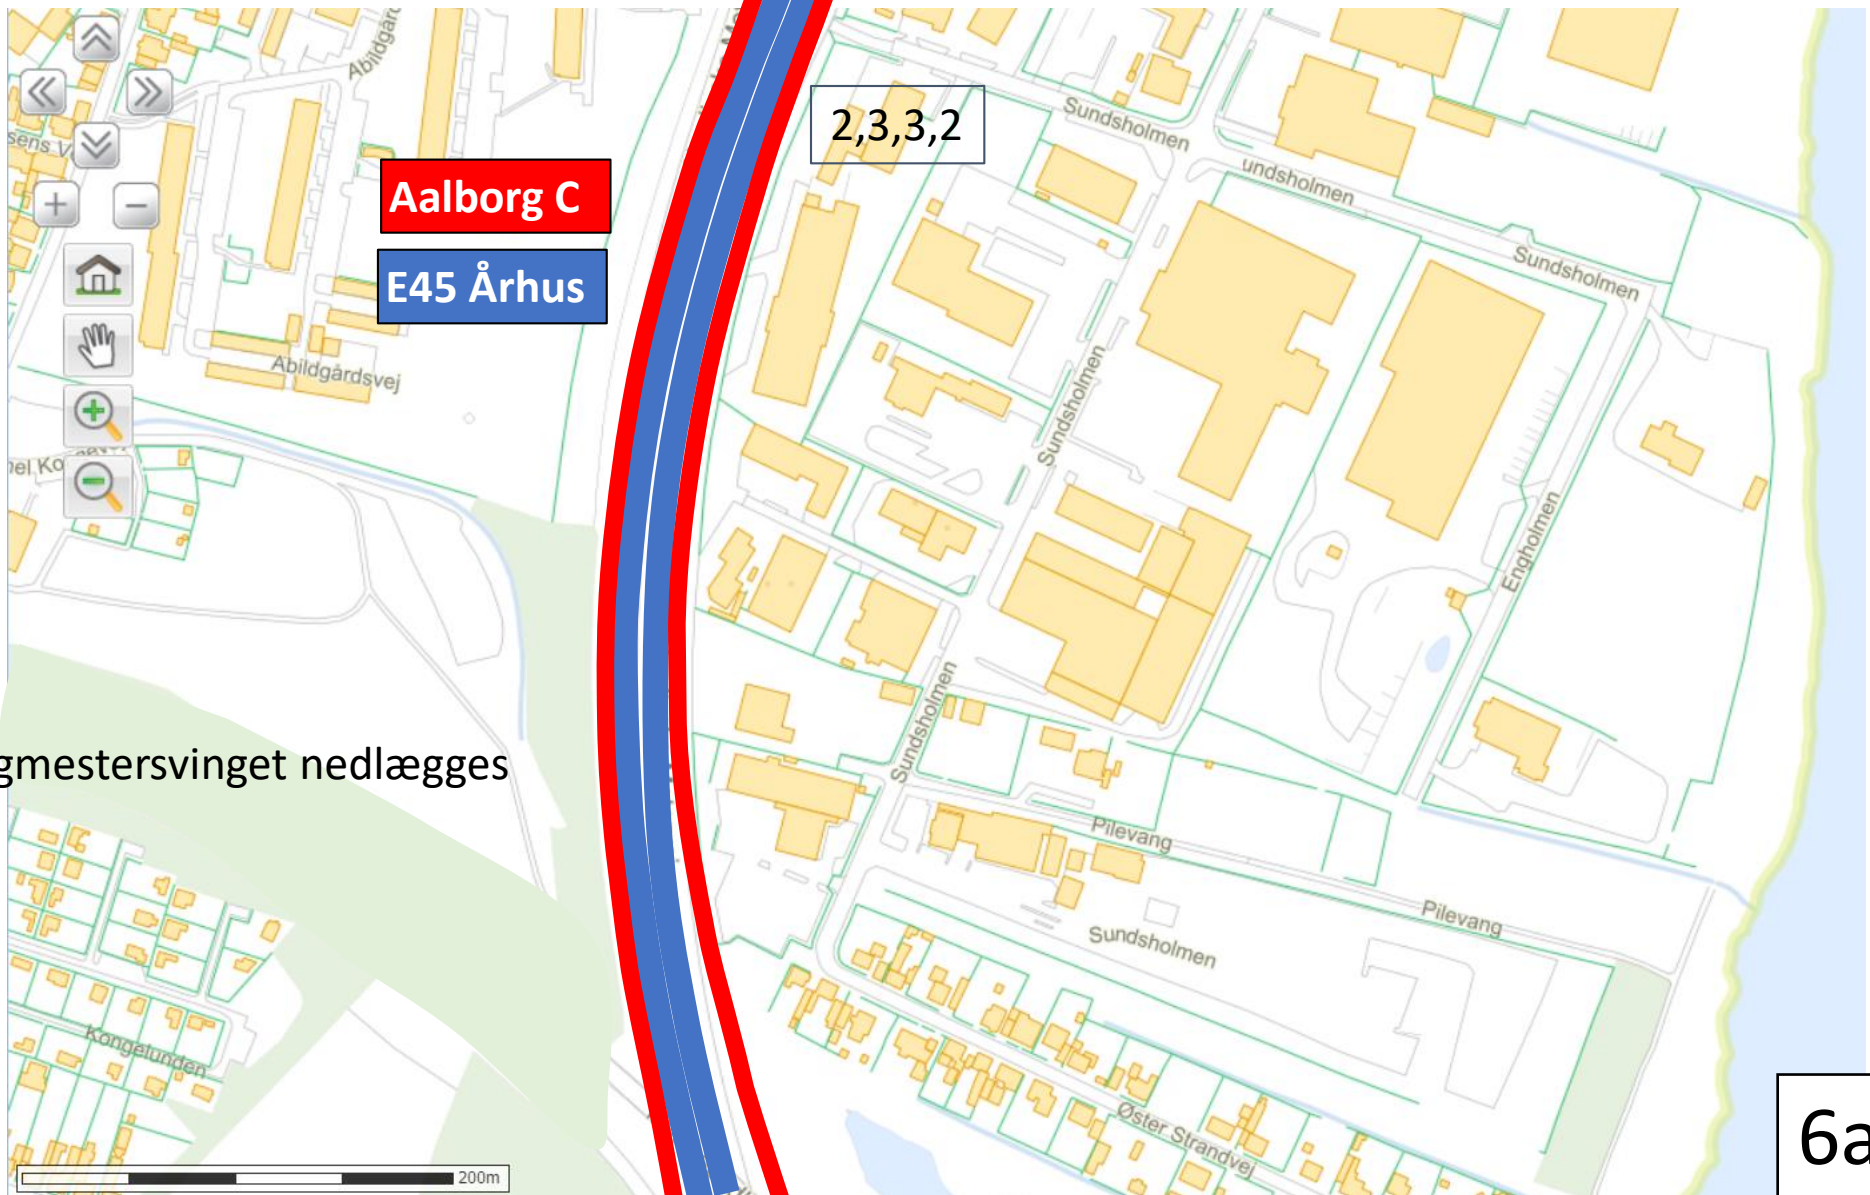 2,3,3,2
Aalborg C
E45 Århus
Sundsholmen
undsholmen
Sundsholmen
Abildgårdsvej
Sundsholmen
Engholmen
Sundsholmen
gmestersvinget nedlægges
Pilevang
Pilevang
Sundsholmen
Kongelunden
Øster Strandvej
6a
200m